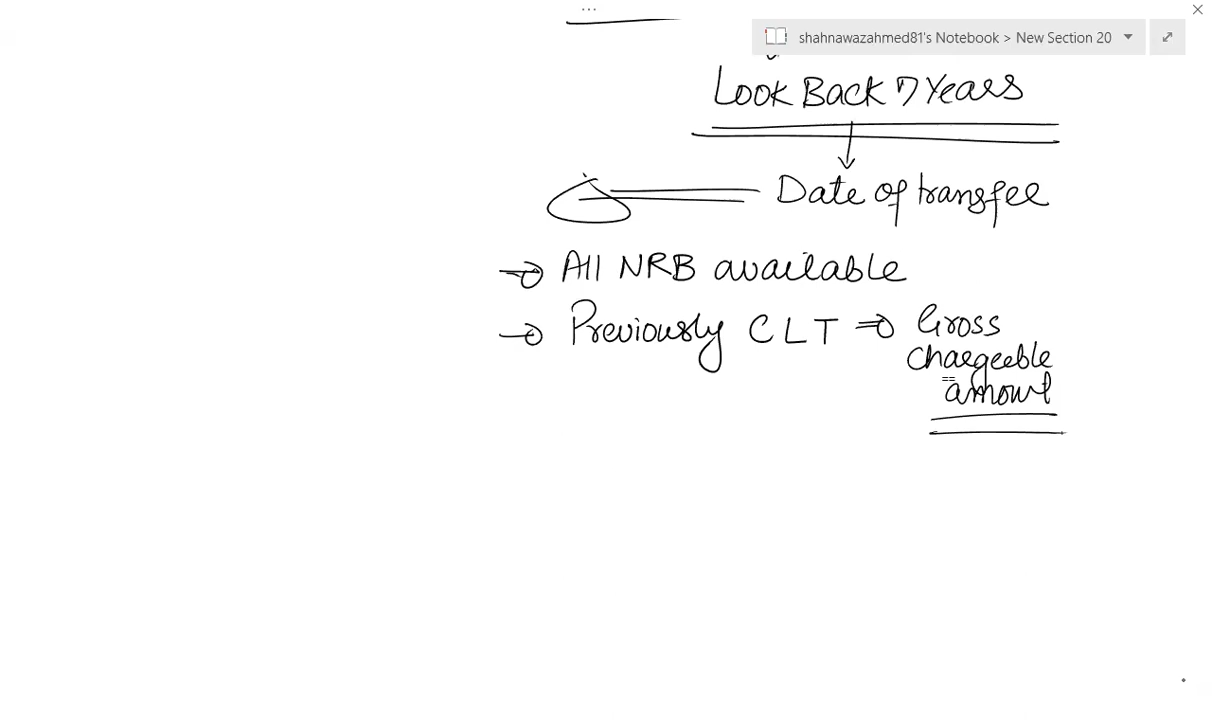 shahnawazahmed81's Notebook > New Section 20
Look Back 7 Years
Date of transfer
All NRB available
Previously CLT ⇒ Gross
chargeable
amount